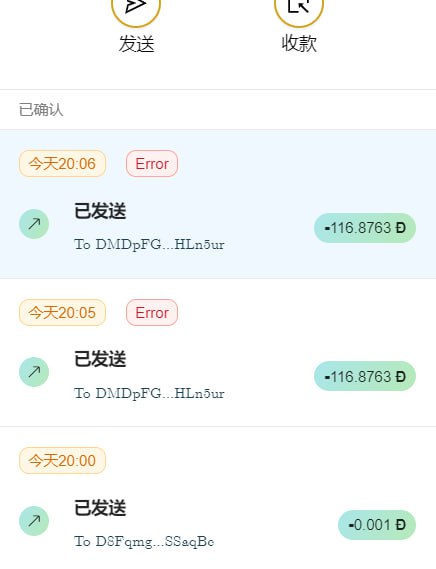 发送 收款
已确认
今天20:06 Error
已发送
To DMDpFG...HLn5ur
-116.8763 Ð
今天20:05 Error
已发送
To DMDpFG...HLn5ur
-116.8763 Ð
今天20:00
已发送
To D8Fqmg...SSaqBc
-0.001 Ð